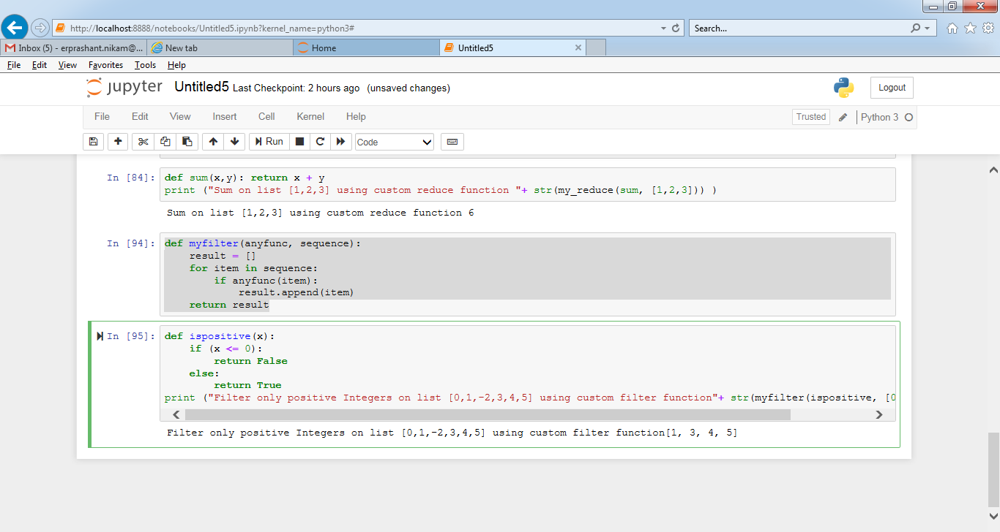 http://localhost:8888/notebooks/Untitled5.ipynb?kernel_name=python3#
Search...
Inbox (5) - erprashant.nikam@...
New tab
Home
Untitled5
File Edit View Favorites Tools Help
jupyter Untitled5 Last Checkpoint: 2 hours ago (unsaved changes)
Logout
File Edit View Insert Cell Kernel Help
Trusted
Python 3
Run
Code
In [84]: def sum(x,y): return x + y
print ("Sum on list [1,2,3] using custom reduce function "+ str(my_reduce(sum, [1,2,3])) )
Sum on list [1,2,3] using custom reduce function 6
In [94]: def myfilter(anyfunc, sequence):
result = []
for item in sequence:
if anyfunc(item):
result.append(item)
return result
In [95]: def ispositive(x):
if (x <= 0):
return False
else:
return True
print ("Filter only positive Integers on list [0,1,-2,3,4,5] using custom filter function"+ str(myfilter(ispositive, [0
Filter only positive Integers on list [0,1,-2,3,4,5] using custom filter function[1, 3, 4, 5]